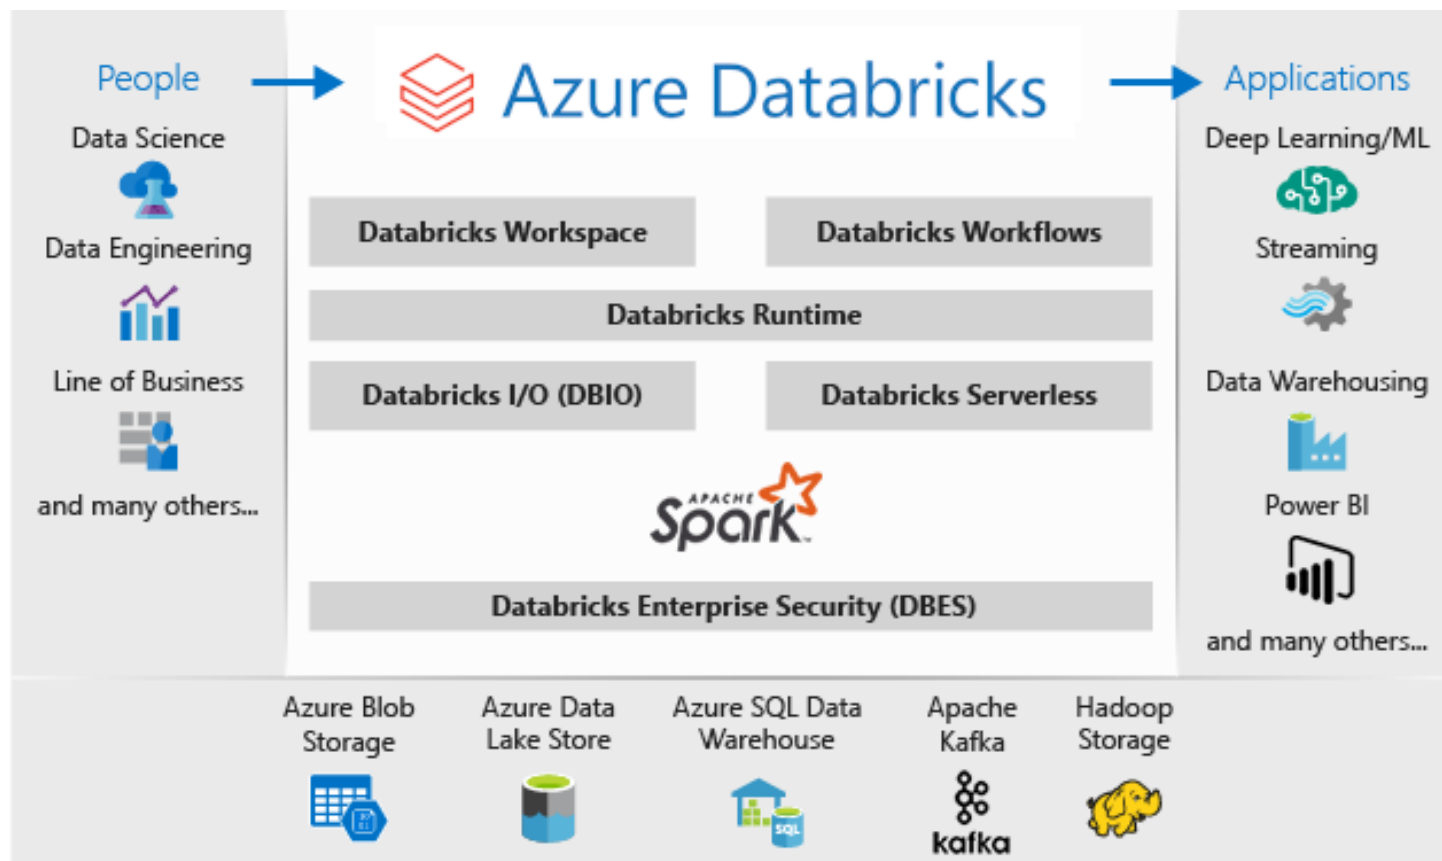 People
Azure Databricks
Applications
Data Science
Data Engineering
Line of Business
and many others...
Databricks Workspace
Databricks Workflows
Databricks Runtime
Databricks I/O (DBIO)
Databricks Serverless
APACHE
Spark
Databricks Enterprise Security (DBES)
Deep Learning/ML
Streaming
Data Warehousing
Power BI
and many others...
Azure Blob
Storage
Azure Data
Lake Store
Azure SQL Data
Warehouse
SQL
Apache
Kafka
kafka
Hadoop
Storage